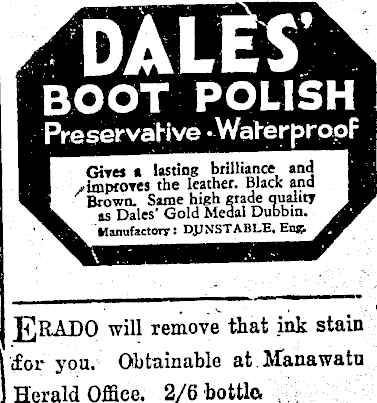 DALES'
BOOT POLISH
Preservative · Waterproof
Gives a lasting brilliance and
improves the leather. Black and
Brown. Same high grade quality
as Dales' Gold Medal Dubbin.
Manufactory: DUNSTABLE, Eng.
ERADO will remove that ink stain
for you. Obtainable at Manawatu
Herald Office. 2/6 bottle.